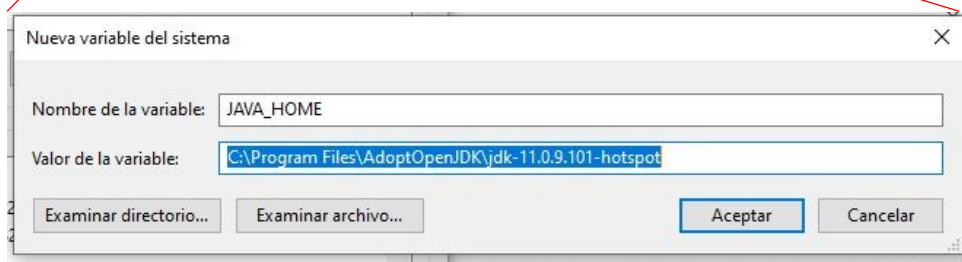 Nueva variable del sistema
Nombre de la variable: JAVA_HOME
Valor de la variable: C:\Program Files\AdoptOpenJDK\jdk-11.0.9.101-hotspot
Examinar directorio... Examinar archivo... Aceptar Cancelar